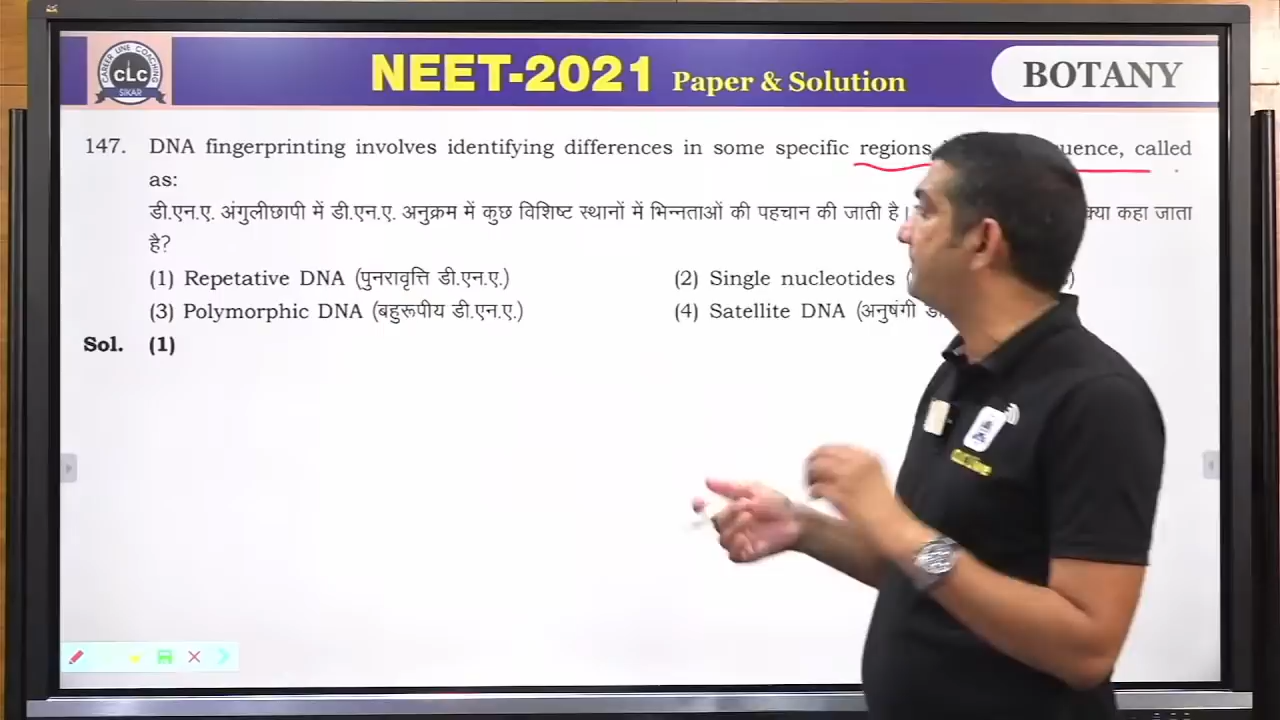 CAREER LINE COACHING
CLC
SIKAR
NEET-2021 Paper & Solution
BOTANY
147. DNA fingerprinting involves identifying differences in some specific regions uence, called
as:
डी.एन.ए. अंगुलीछापी में डी.एन.ए. अनुक्रम में कुछ विशिष्ट स्थानों में भिन्नताओं की पहचान की जाती है। क्या कहा जाता
है?
(1) Repetative DNA (पुनरावृत्ति डी.एन.ए.) (2) Single nucleotides (
(3) Polymorphic DNA (बहुरूपीय डी.एन.ए.) (4) Satellite DNA (अनुषंगी डी
Sol. (1)